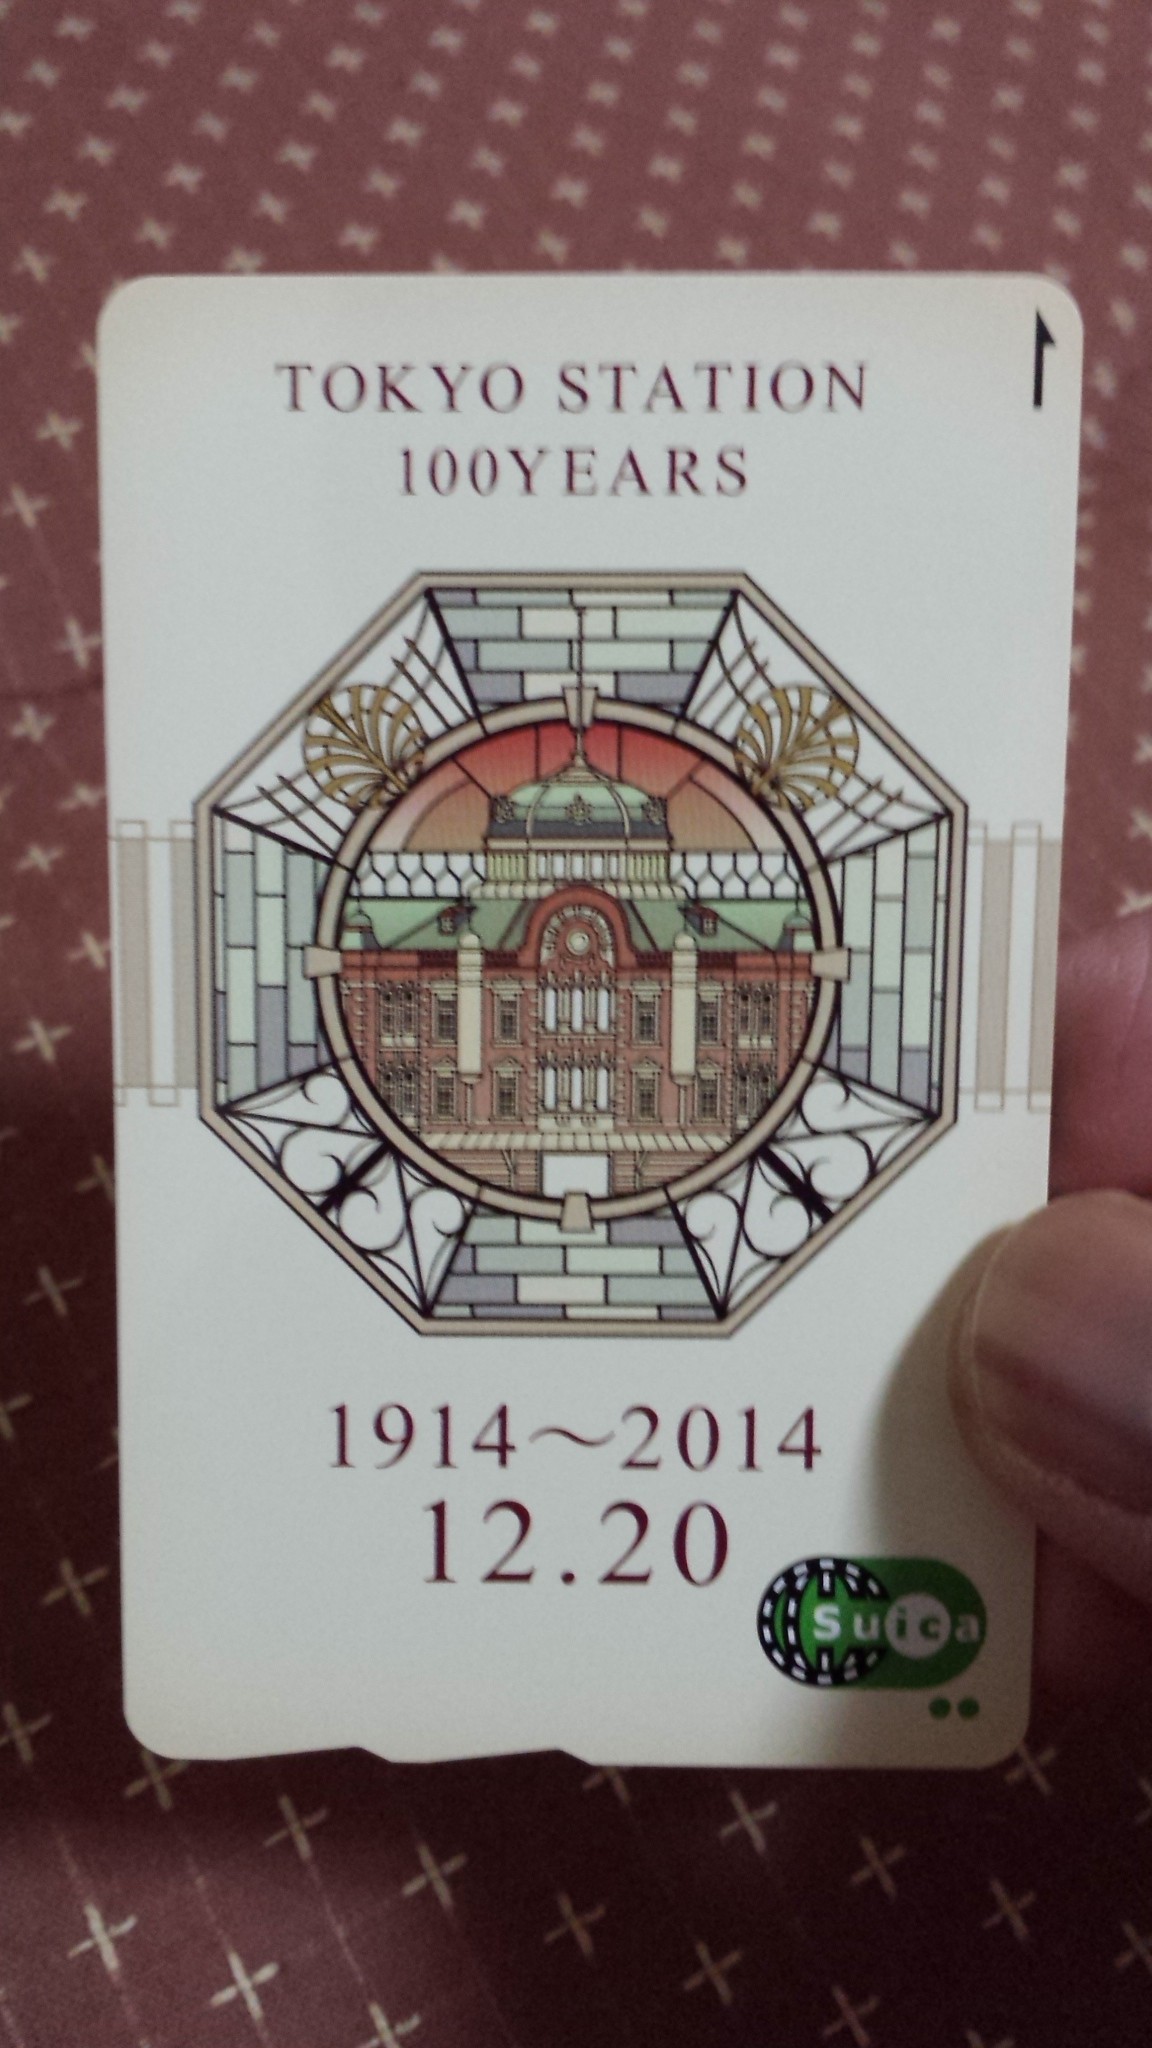 TOKYO STATION
100YEARS
1914～2014
12.20
Suica